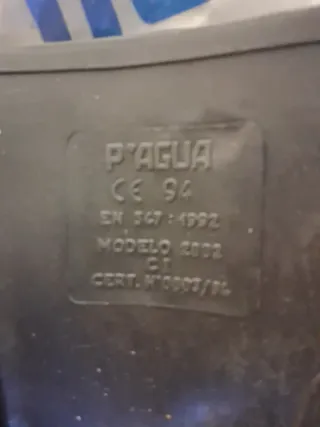 P'AGUA
CE 94
EN 347 : 1992
MODELO 2002
C I
CERT. Nº0003/94